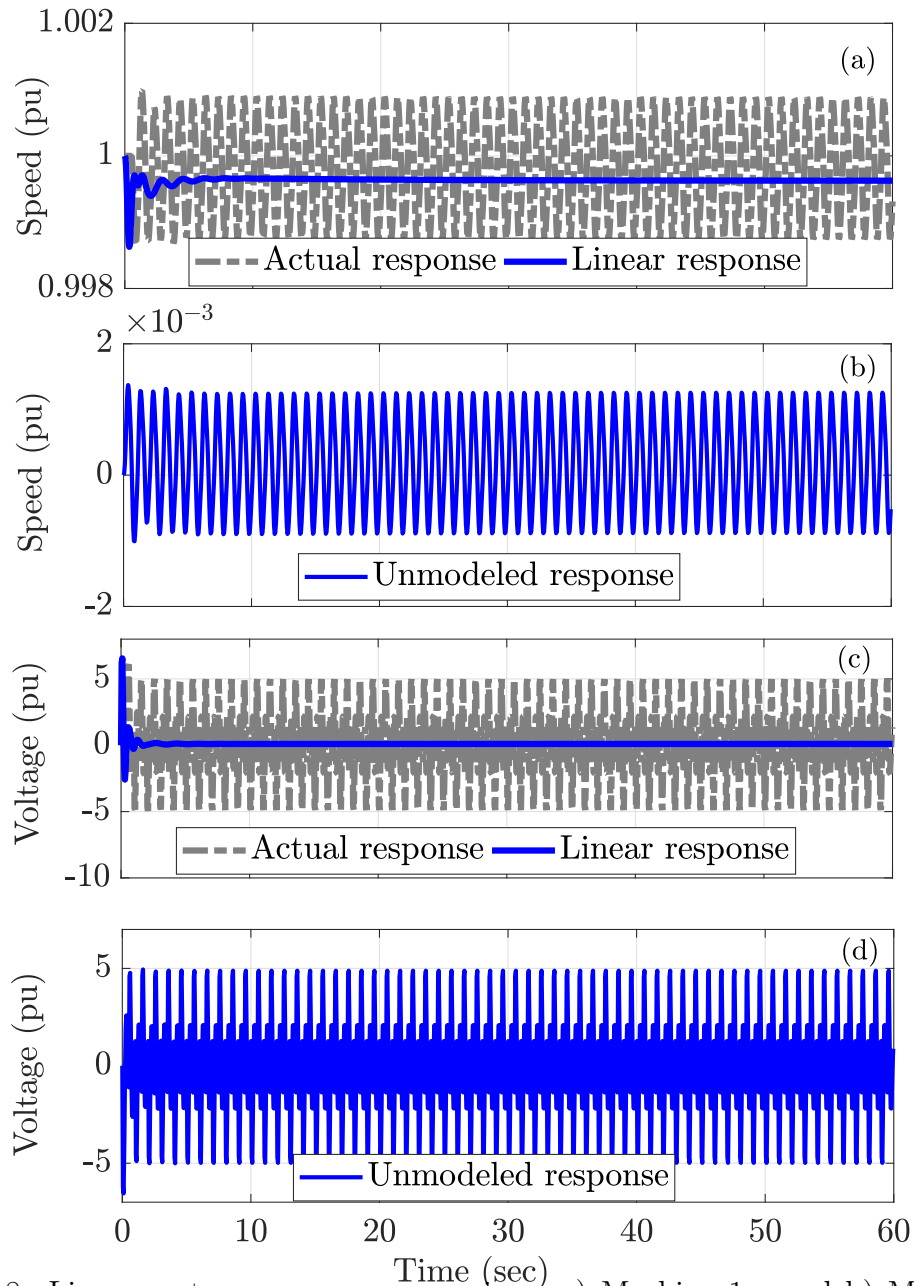 1.002
(a)
Speed (pu)
1
Actual response Linear response
0.998
×10⁻³
2
(b)
Speed (pu)
0
Unmodeled response
-2
(c)
5
Voltage (pu)
0
-5
Actual response Linear response
-10
(d)
5
Voltage (pu)
0
-5
Unmodeled response
0 10 20 30 40 50 60
Time (sec)